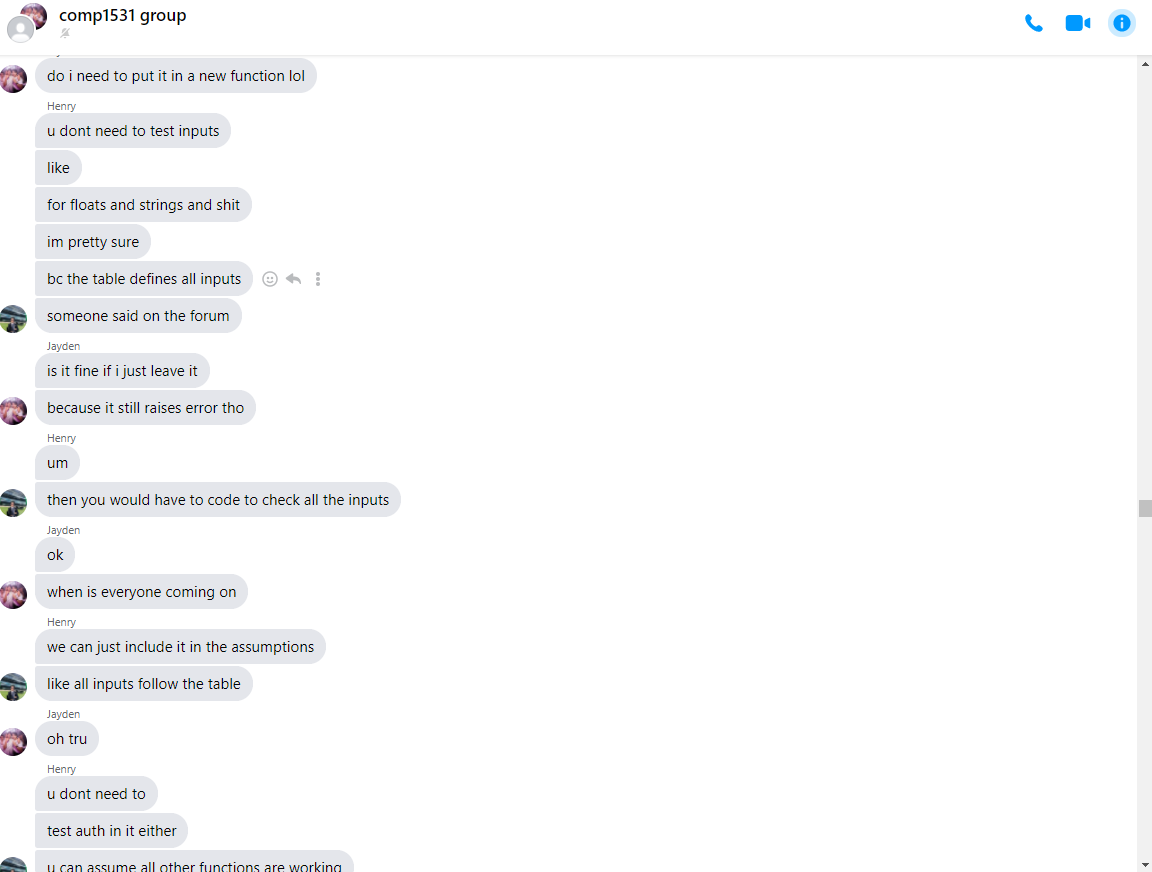 comp1531 group
do i need to put it in a new function lol
Henry
u dont need to test inputs
like
for floats and strings and shit
im pretty sure
bc the table defines all inputs
someone said on the forum
Jayden
is it fine if i just leave it
because it still raises error tho
Henry
um
then you would have to code to check all the inputs
Jayden
ok
when is everyone coming on
Henry
we can just include it in the assumptions
like all inputs follow the table
Jayden
oh tru
Henry
u dont need to
test auth in it either
u can assume all other functions are working